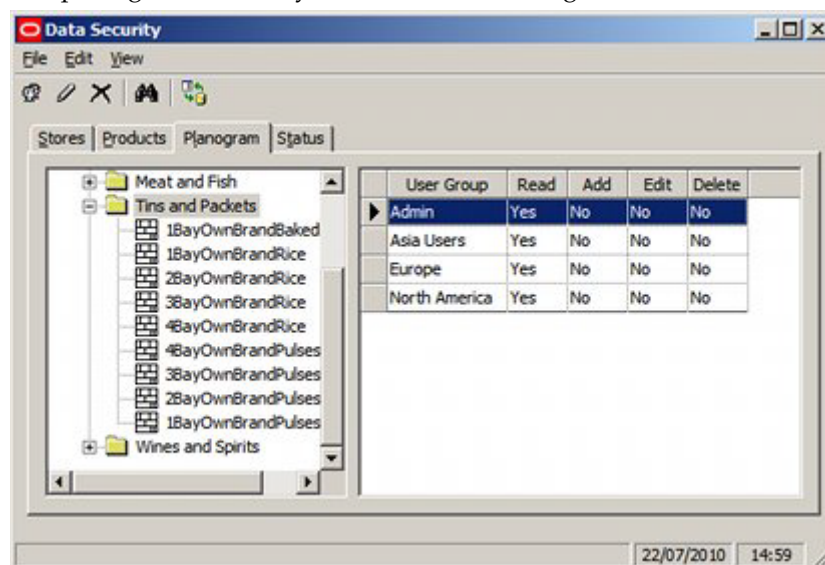 Data Security
File Edit View
Stores Products Planogram Status
Meat and Fish
Tins and Packets
1BayOwnBrandBaked
1BayOwnBrandRice
2BayOwnBrandRice
3BayOwnBrandRice
4BayOwnBrandRice
4BayOwnBrandPulses
3BayOwnBrandPulses
2BayOwnBrandPulses
1BayOwnBrandPulses
Wines and Spirits
User Group Read Add Edit Delete
Admin Yes No No No
Asia Users Yes No No No
Europe Yes No No No
North America Yes No No No
22/07/2010 14:59